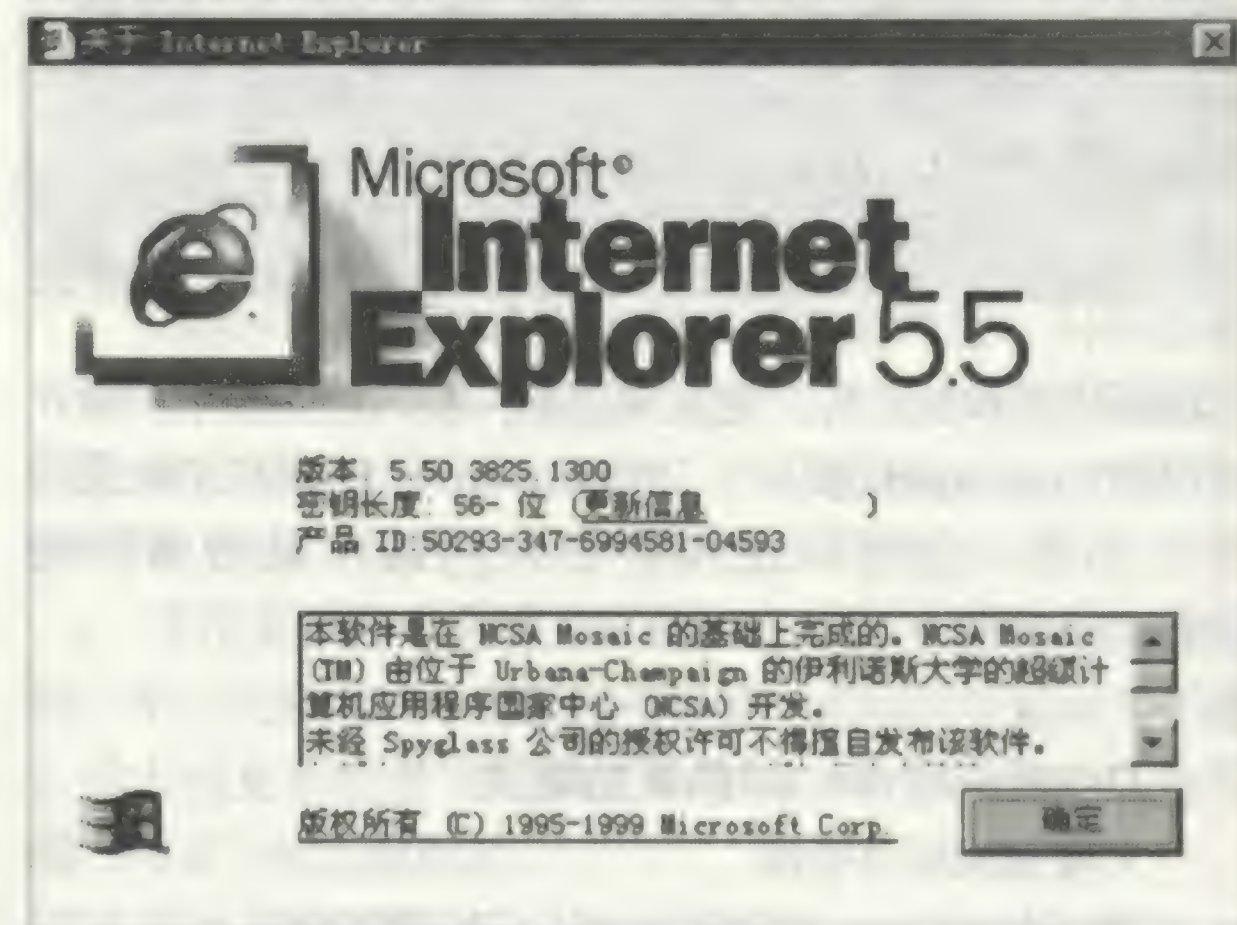 关于 Internet Explorer
Microsoft®
Internet
Explorer 5.5
版本: 5.50.3825.1300
密钥长度: 56- 位 (更新信息 )
产品 ID:50293-347-6994581-04593
本软件是在 NCSA Mosaic 的基础上完成的。NCSA Mosaic
(TM) 由位于 Urbana-Champaign 的伊利诺斯大学的超级计
算机应用程序国家中心 (NCSA) 开发。
未经 Spyglass 公司的授权许可不得擅自发布该软件。
版权所有 (C) 1995-1999 Microsoft Corp.
确定